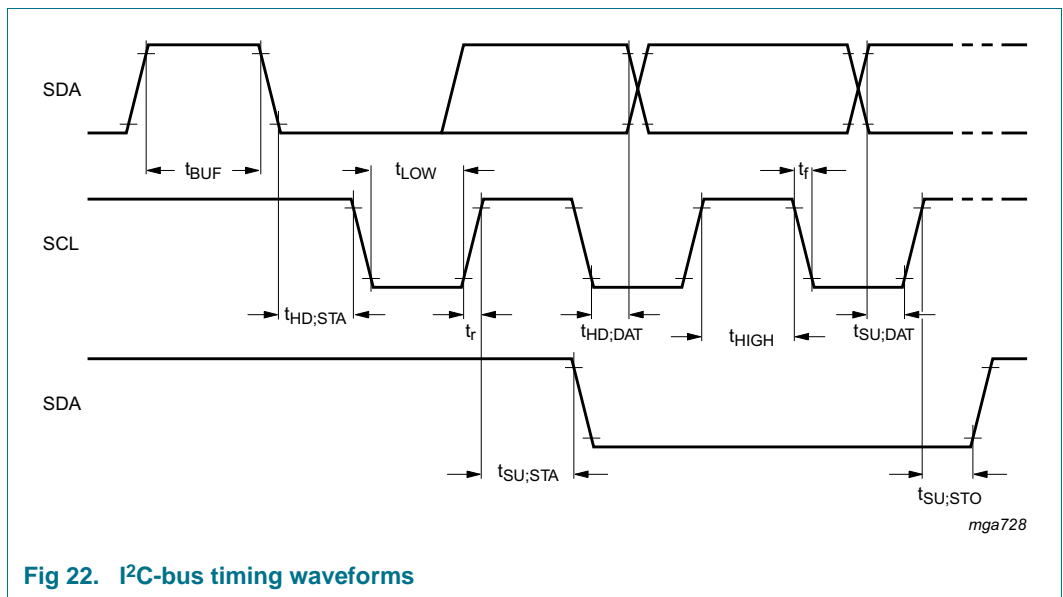 SDA
tBUF
tLOW
tf
SCL
tHD;STA
tr
tHD;DAT
tHIGH
tSU;DAT
SDA
tSU;STA
tSU;STO
mga728
Fig 22. I²C-bus timing waveforms